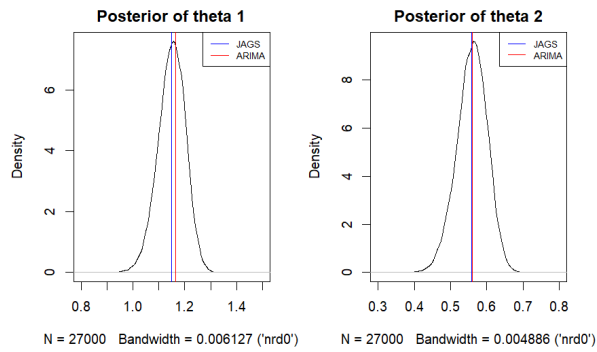 Posterior of theta 1
JAGS
ARIMA
Density
0
2
4
6
0.8 1.0 1.2 1.4
N = 27000 Bandwidth = 0.006127 ('nrd0')
Posterior of theta 2
JAGS
ARIMA
Density
0
2
4
6
8
0.3 0.4 0.5 0.6 0.7 0.8
N = 27000 Bandwidth = 0.004886 ('nrd0')